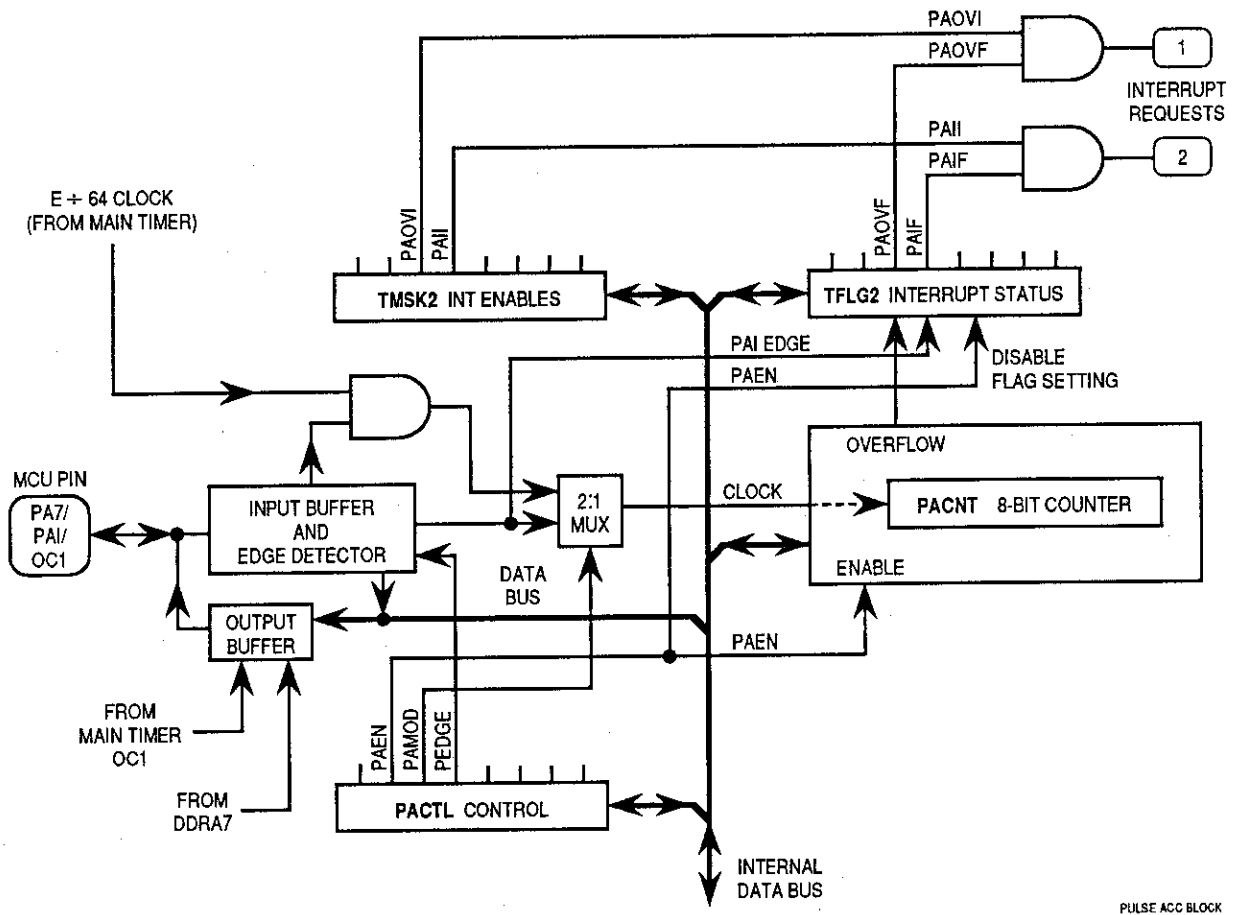 PAOVI
PAOVF
1
INTERRUPT
REQUESTS
PAII
PAIF
2
E ÷ 64 CLOCK
(FROM MAIN TIMER)
PAOVI
PAII
PAOVF
PAIF
TMSK2 INT ENABLES
TFLG2 INTERRUPT STATUS
PAI EDGE
PAEN
DISABLE
FLAG SETTING
OVERFLOW
MCU PIN
PA7/
PAI/
OC1
INPUT BUFFER
AND
EDGE DETECTOR
2:1
MUX
CLOCK
PACNT 8-BIT COUNTER
DATA
BUS
ENABLE
OUTPUT
BUFFER
PAEN
FROM
MAIN TIMER
OC1
PAEN
PAMOD
PEDGE
FROM
DDRA7
PACTL CONTROL
INTERNAL
DATA BUS
PULSE ACC BLOCK